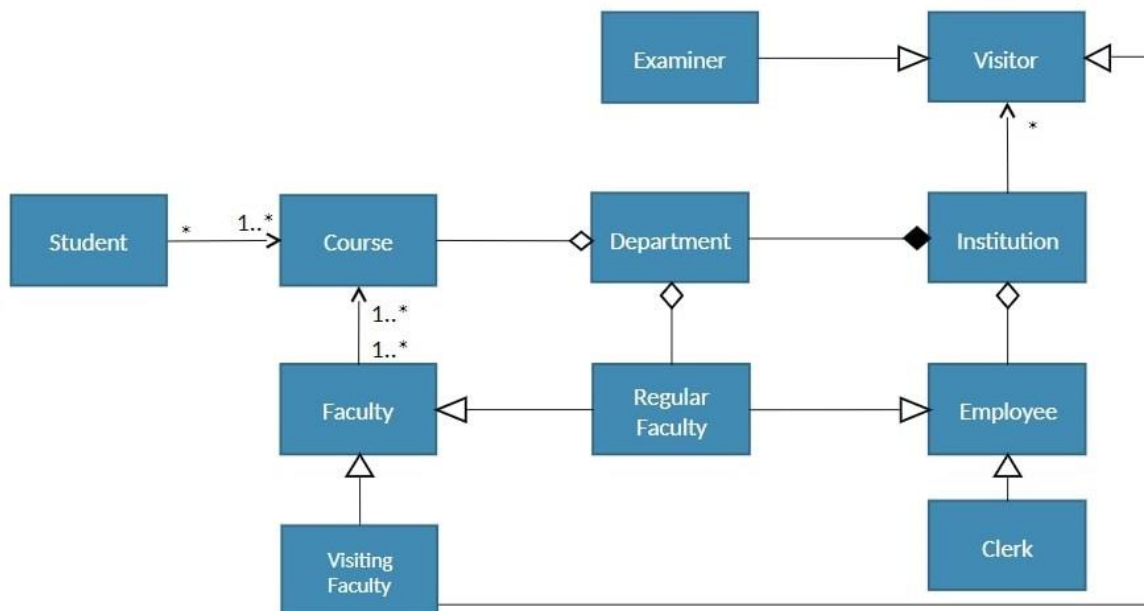 Examiner
Visitor
*
Student
*
1..*
Course
Department
Institution
1..*
1..*
Faculty
Regular
Faculty
Employee
Visiting
Faculty
Clerk